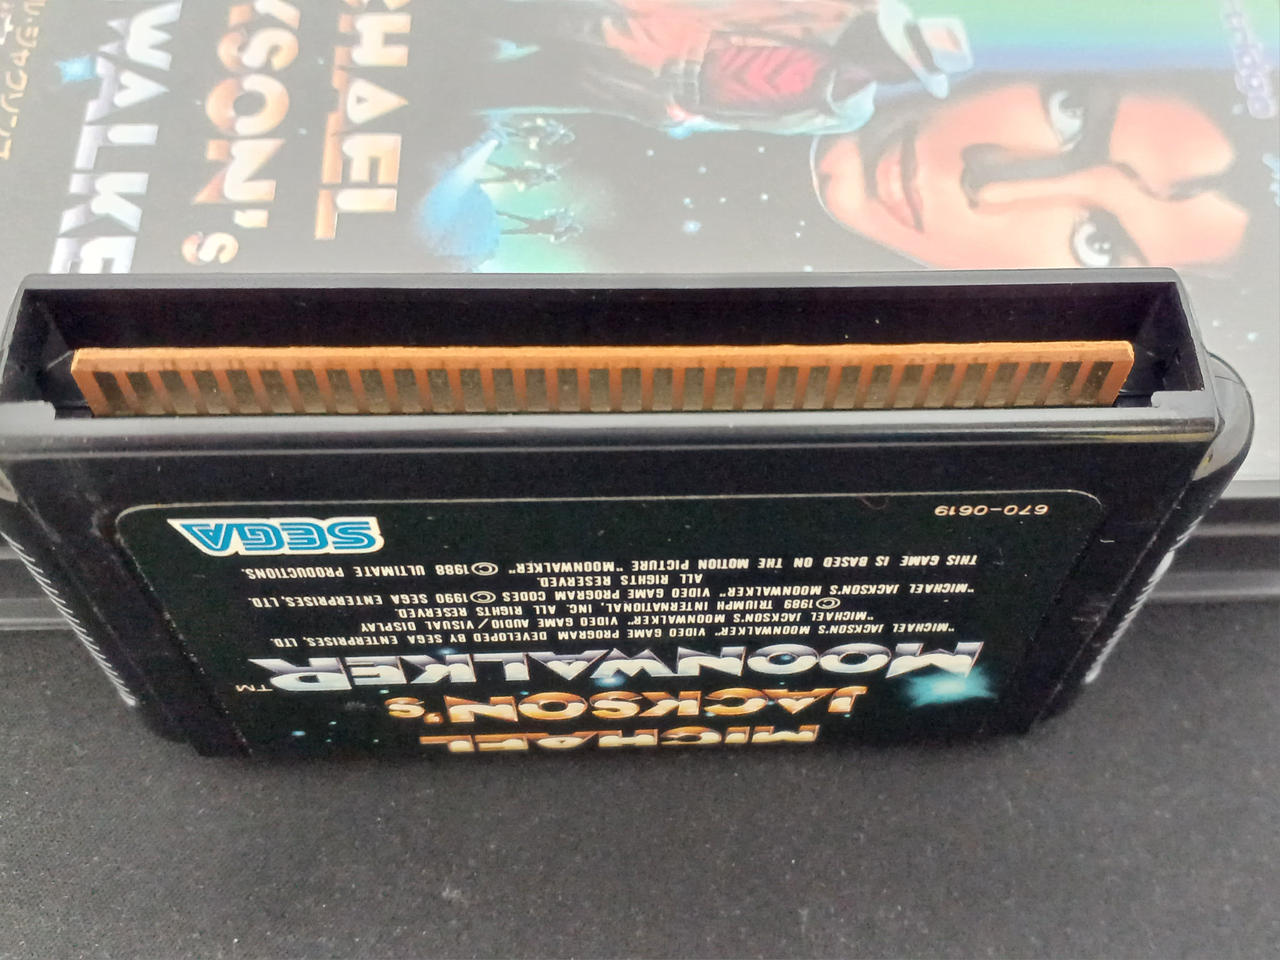 MICHAEL
JACKSON'S
MOONWALKER™
"MICHAEL JACKSON'S MOONWALKER" VIDEO GAME PROGRAM DEVELOPED BY SEGA ENTERPRISES, LTD.
"MICHAEL JACKSON'S MOONWALKER" VIDEO GAME AUDIO/VISUAL DISPLAY
©1989 TRIUMPH INTERNATIONAL, INC. ALL RIGHTS RESERVED.
"MICHAEL JACKSON'S MOONWALKER" VIDEO GAME PROGRAM CODES ©1990 SEGA ENTERPRISES, LTD.
ALL RIGHTS RESERVED.
THIS GAME IS BASED ON THE MOTION PICTURE "MOONWALKER" ©1988 ULTIMATE PRODUCTIONS.
670-0619
SEGA
CHAEL
KSON'S
WALKE